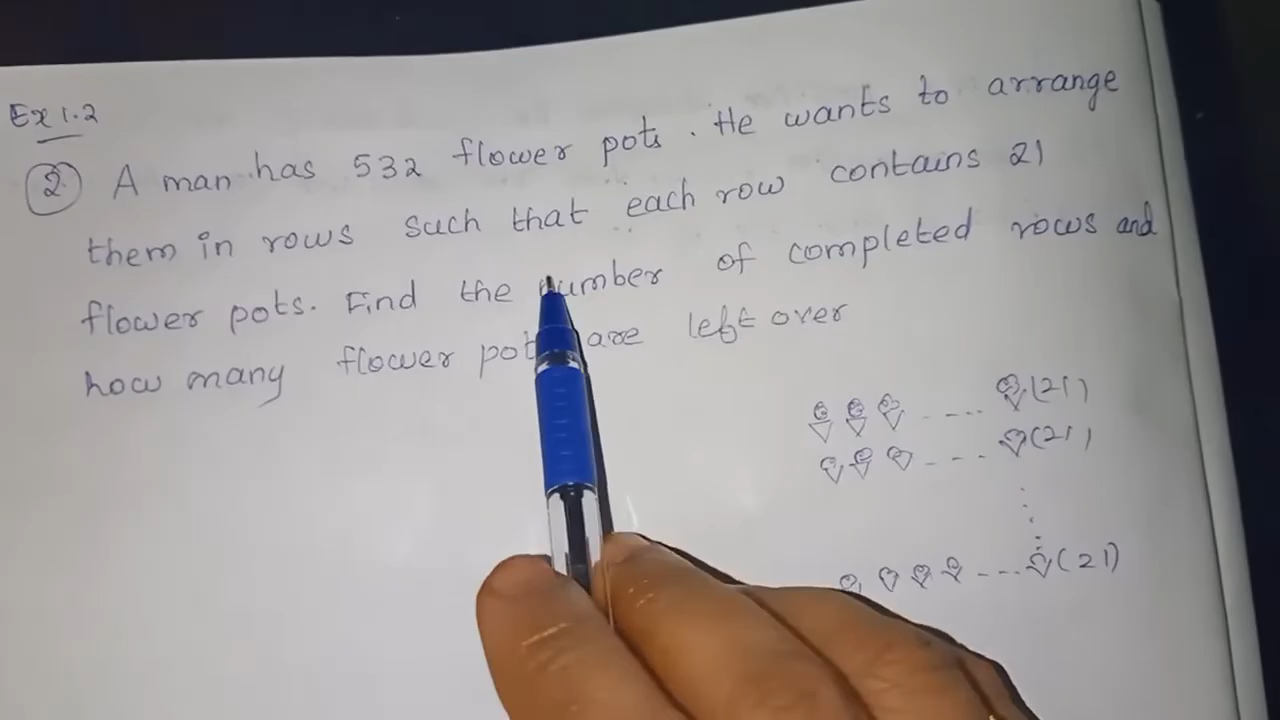 Ex 1.2
② A man has 532 flower pots. He wants to arrange
them in rows such that each row contains 21
flower pots. Find the number of completed rows and
how many flower pots are left over
.... (21)
.... (21)
.... (21)